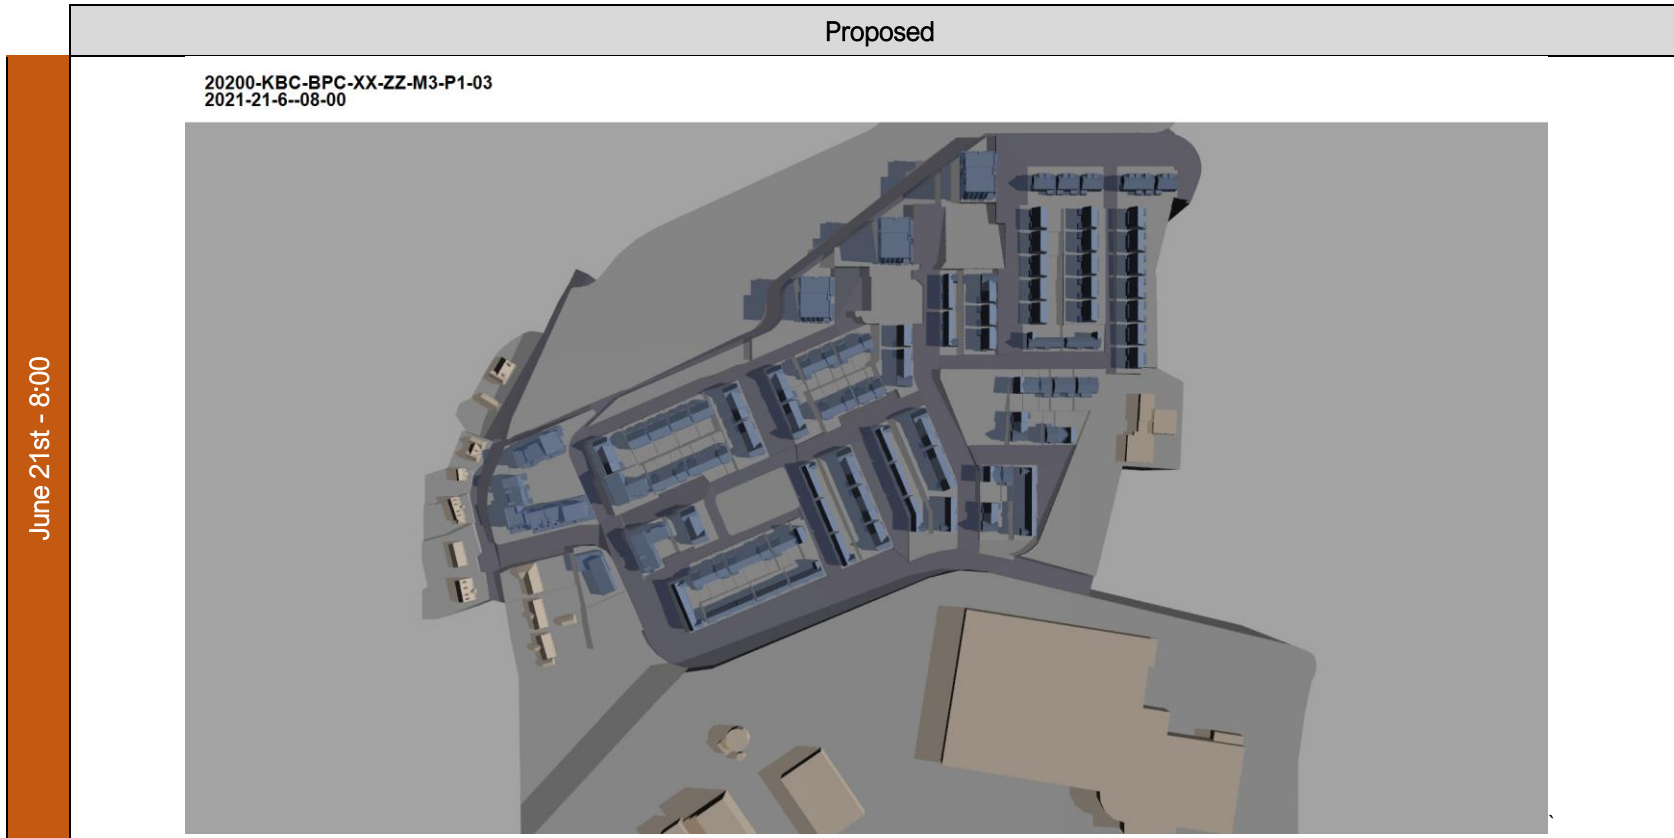 Proposed
20200-KBC-BPC-XX-ZZ-M3-P1-03
2021-21-6--08-00
June 21st - 8:00
`